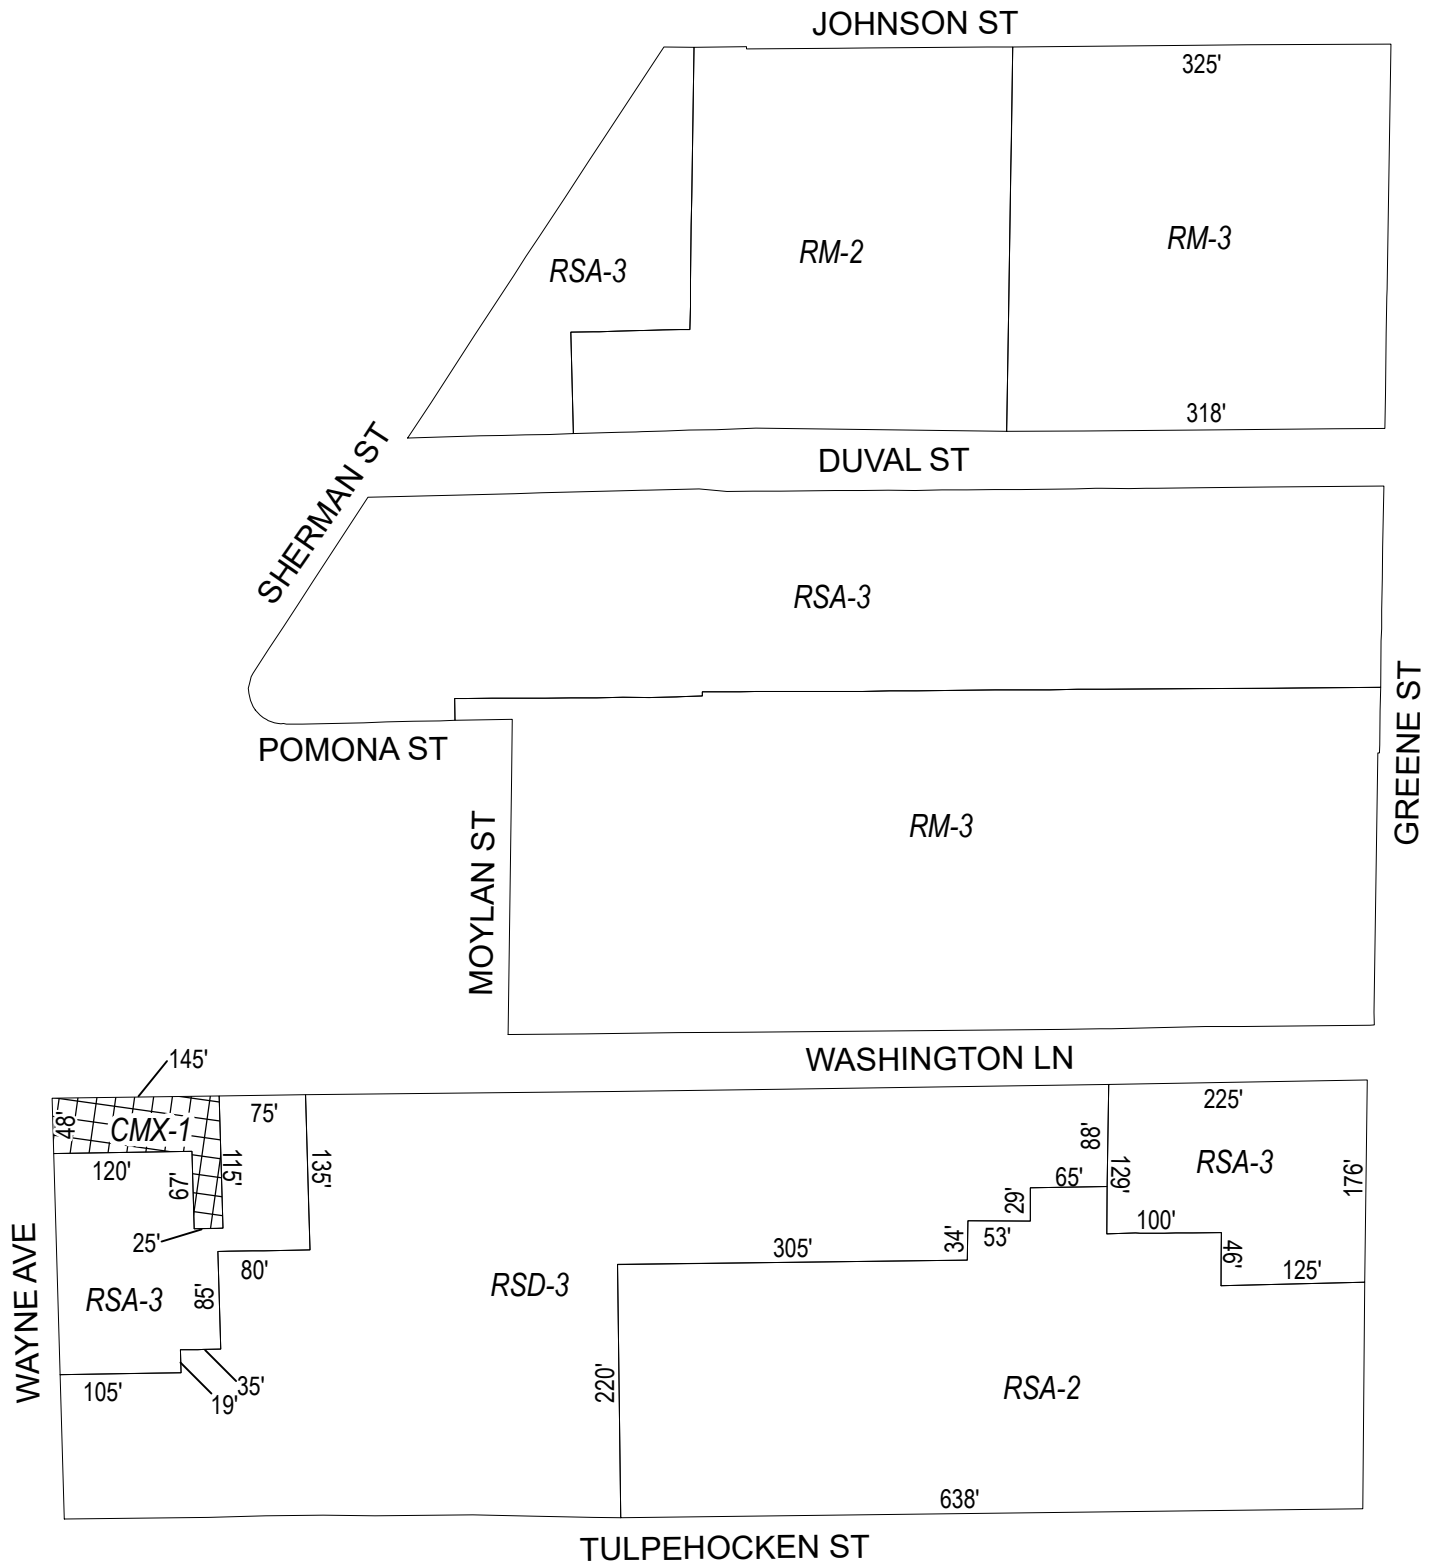 JOHNSON ST
325'
RSA-3
RM-2
RM-3
318'
SHERMAN ST
DUVAL ST
RSA-3
POMONA ST
GREENE ST
MOYLAN ST
RM-3
WASHINGTON LN
145'
48'
CMX-1
75'
225'
120'
67'
115'
135'
88'
129'
RSA-3
176'
65'
29'
25'
100'
34'
53'
305'
46'
80'
125'
WAYNE AVE
RSA-3
85'
RSD-3
220'
105'
35'
19'
RSA-2
638'
TULPEHOCKEN ST